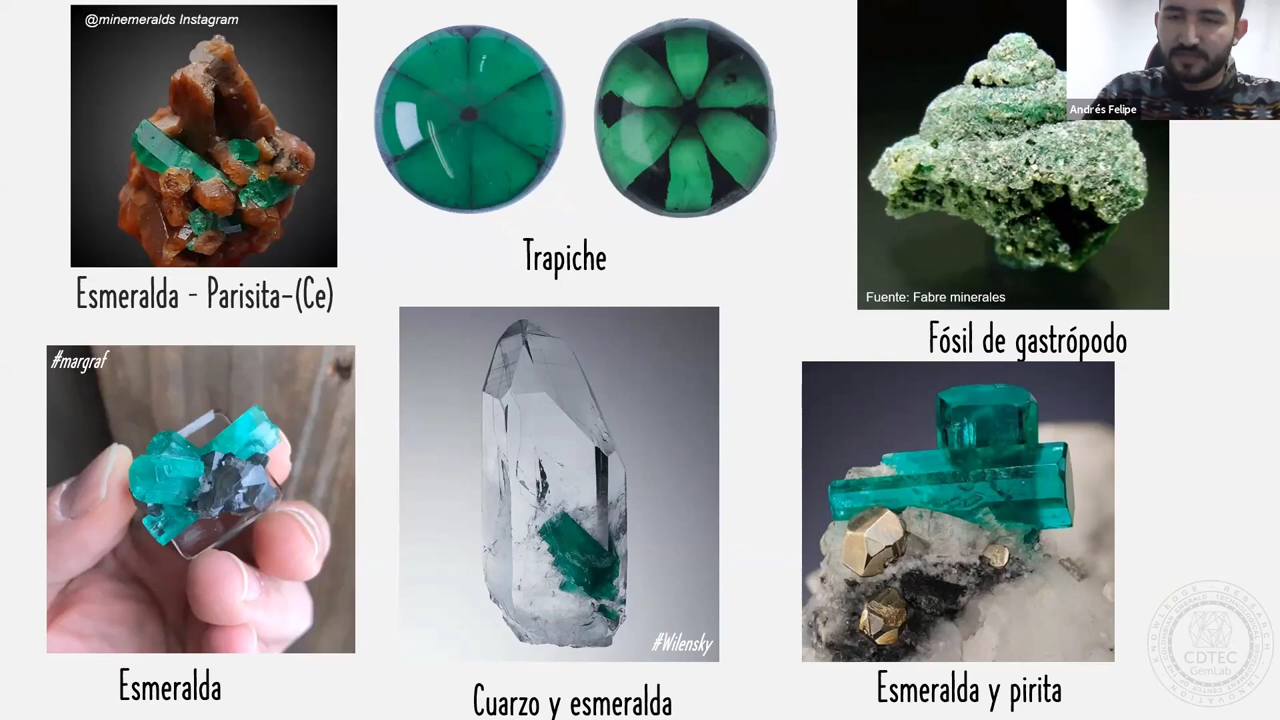 @minemeralds Instagram
Esmeralda - Parisita-(Ce)
Trapiche
Andrés Felipe
Fuente: Fabre minerales
Fósil de gastrópodo
#margraf
Esmeralda
#Wilensky
Cuarzo y esmeralda
Esmeralda y pirita
CDTEC
GemLab